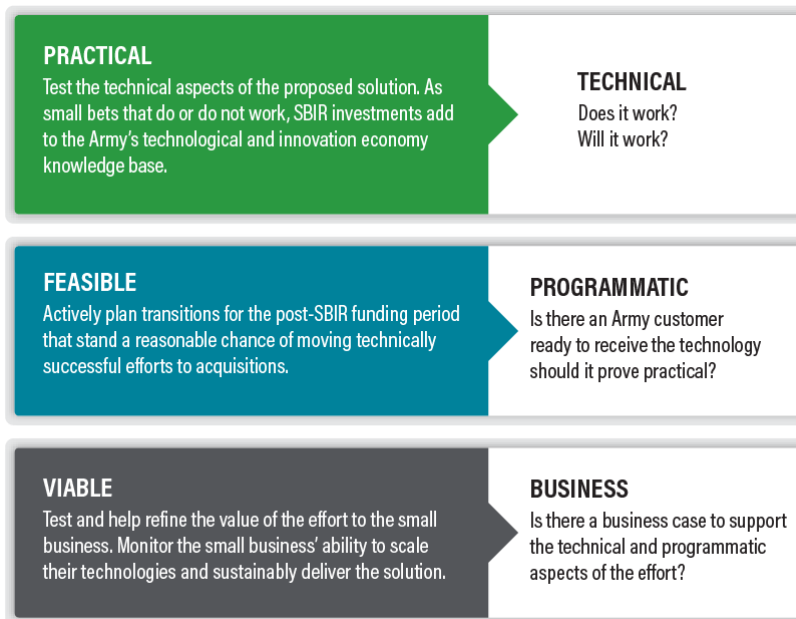 PRACTICAL
Test the technical aspects of the proposed solution. As
small bets that do or do not work, SBIR investments add
to the Army's technological and innovation economy
knowledge base.
TECHNICAL
Does it work?
Will it work?
FEASIBLE
Actively plan transitions for the post-SBIR funding period
that stand a reasonable chance of moving technically
successful efforts to acquisitions.
PROGRAMMATIC
Is there an Army customer
ready to receive the technology
should it prove practical?
VIABLE
Test and help refine the value of the effort to the small
business. Monitor the small business' ability to scale
their technologies and sustainably deliver the solution.
BUSINESS
Is there a business case to support
the technical and programmatic
aspects of the effort?